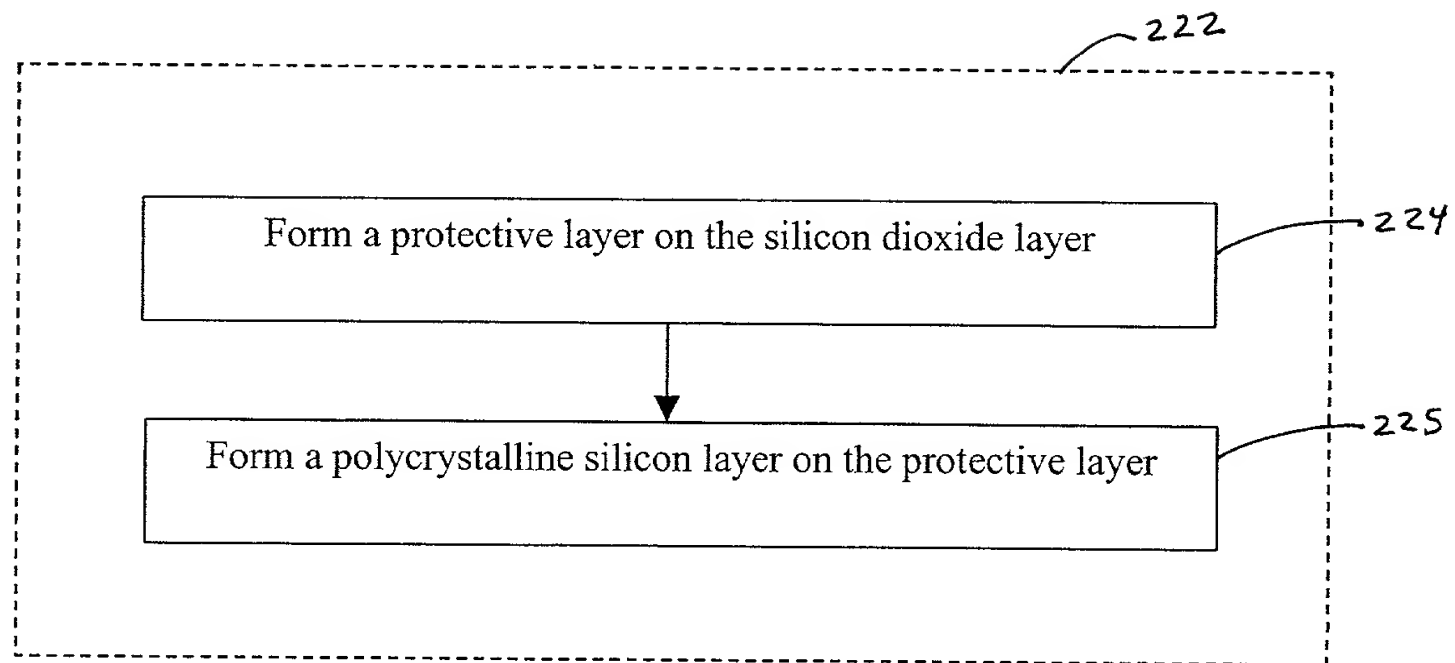 222
Form a protective layer on the silicon dioxide layer
224
Form a polycrystalline silicon layer on the protective layer
225